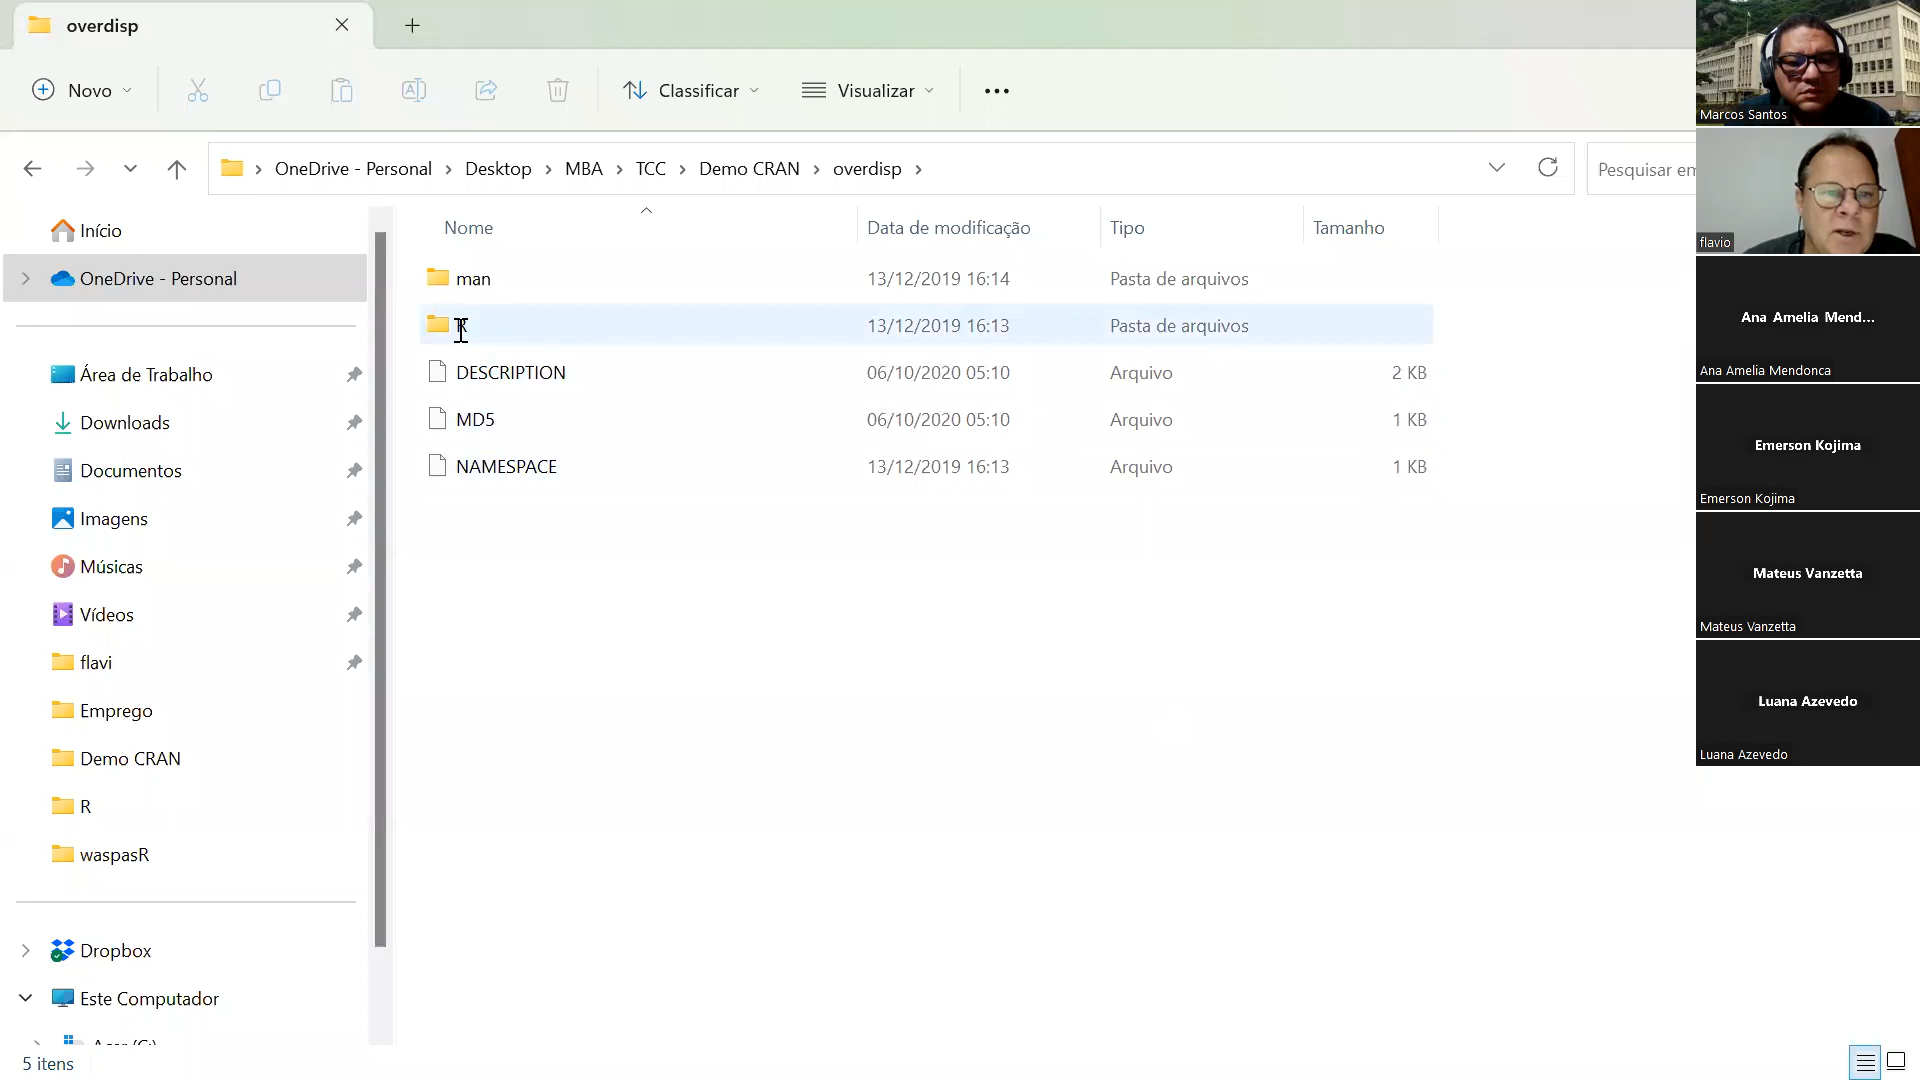 overdisp
Novo
Classificar
Visualizar
OneDrive - Personal > Desktop > MBA > TCC > Demo CRAN > overdisp >
Pesquisar em
Início
OneDrive - Personal
Área de Trabalho
Downloads
Documentos
Imagens
Músicas
Vídeos
flavi
Emprego
Demo CRAN
R
waspasR
Dropbox
Este Computador
Acer (C:)
Nome Data de modificação Tipo Tamanho
man 13/12/2019 16:14 Pasta de arquivos
R 13/12/2019 16:13 Pasta de arquivos
DESCRIPTION 06/10/2020 05:10 Arquivo 2 KB
MD5 06/10/2020 05:10 Arquivo 1 KB
NAMESPACE 13/12/2019 16:13 Arquivo 1 KB
5 itens
Marcos Santos
flavio
Ana Amelia Mend...
Ana Amelia Mendonca
Emerson Kojima
Emerson Kojima
Mateus Vanzetta
Mateus Vanzetta
Luana Azevedo
Luana Azevedo